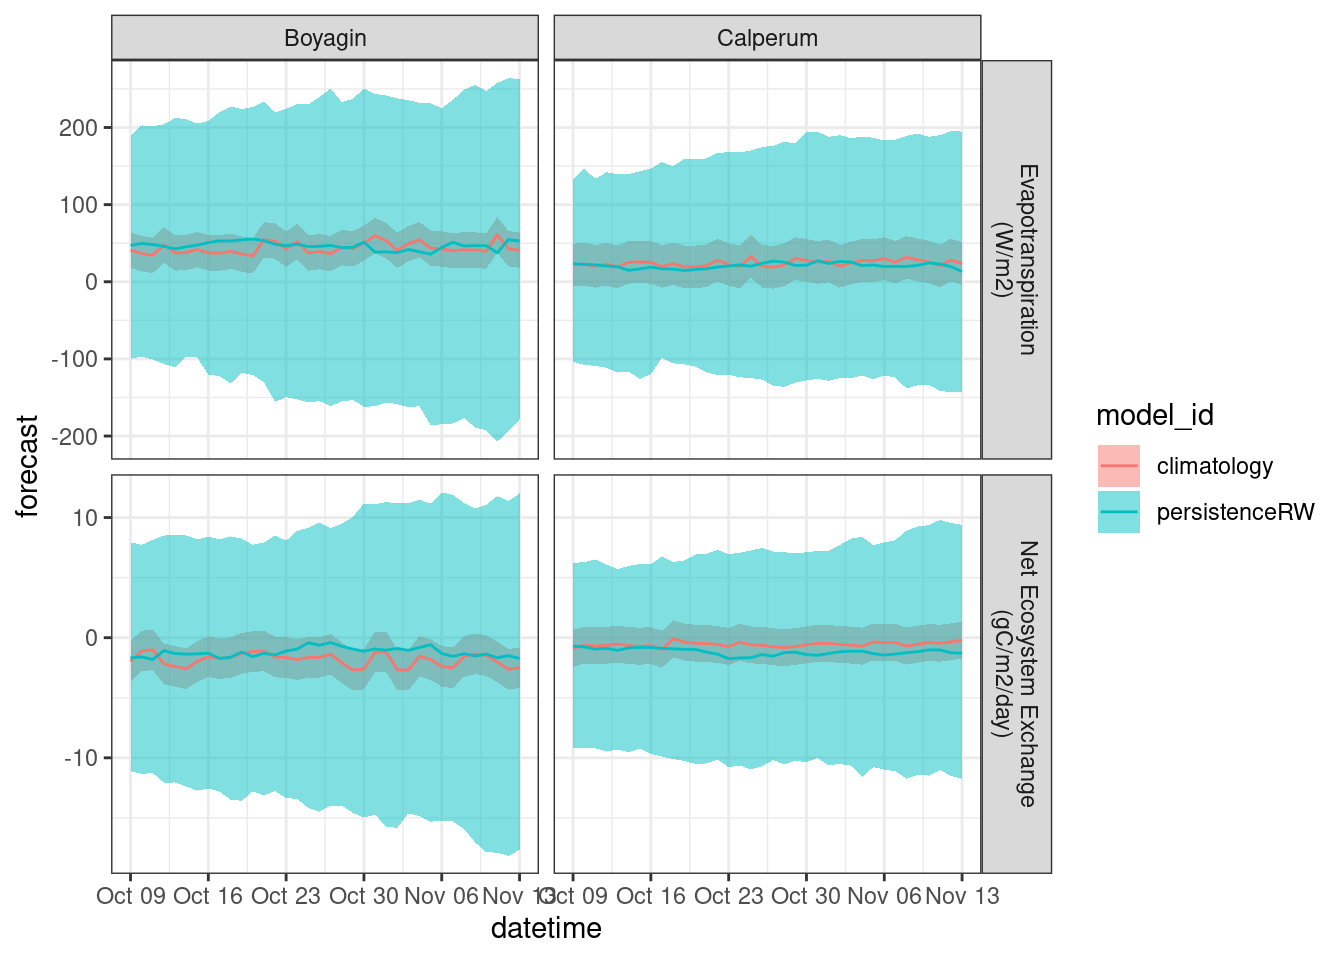 Boyagin
Calperum
200
100
0
-100
-200
Evapotranspiration
(W/m2)
10
0
-10
Net Ecosystem Exchange
(gC/m2/day)
Oct 09 Oct 16 Oct 23 Oct 30 Nov 06 Nov 13
Oct 09 Oct 16 Oct 23 Oct 30 Nov 06 Nov 13
datetime
forecast
model_id
climatology
persistenceRW